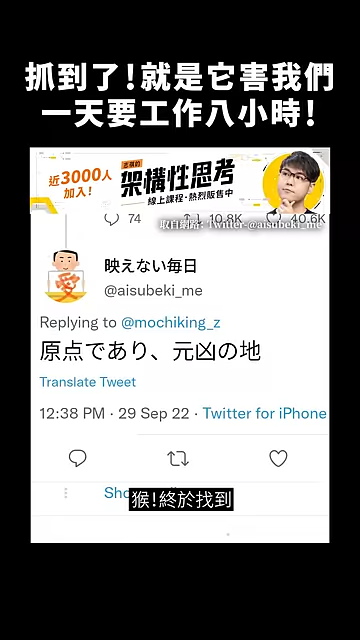 抓到了!就是它害我們
一天要工作八小時!
近3000人
加入!
志祺的
架構性思考
線上課程·熱烈販售中
74
10.8K
40.6K
取自網路: Twitter-@aisubeki_me
愛
映えない毎日
@aisubeki_me
Replying to @mochiking_z
原点であり、元凶の地
Translate Tweet
12:38 PM · 29 Sep 22 · Twitter for iPhone
猴!終於找到